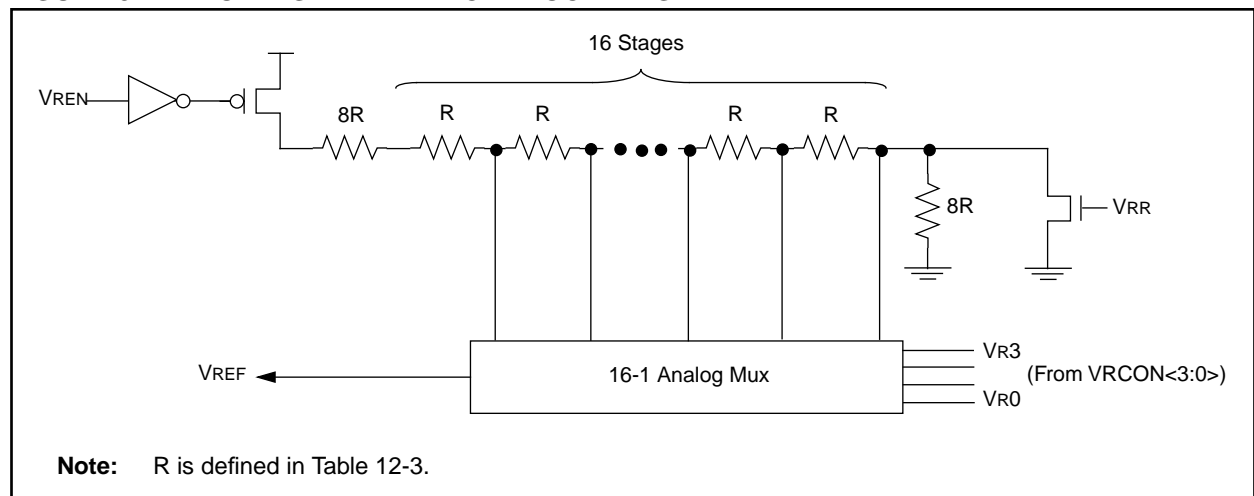 16 Stages
VREN
8R
R
R
R
R
8R
VRR
VREF
16-1 Analog Mux
VR3
(From VRCON<3:0>)
VR0
Note: R is defined in Table 12-3.